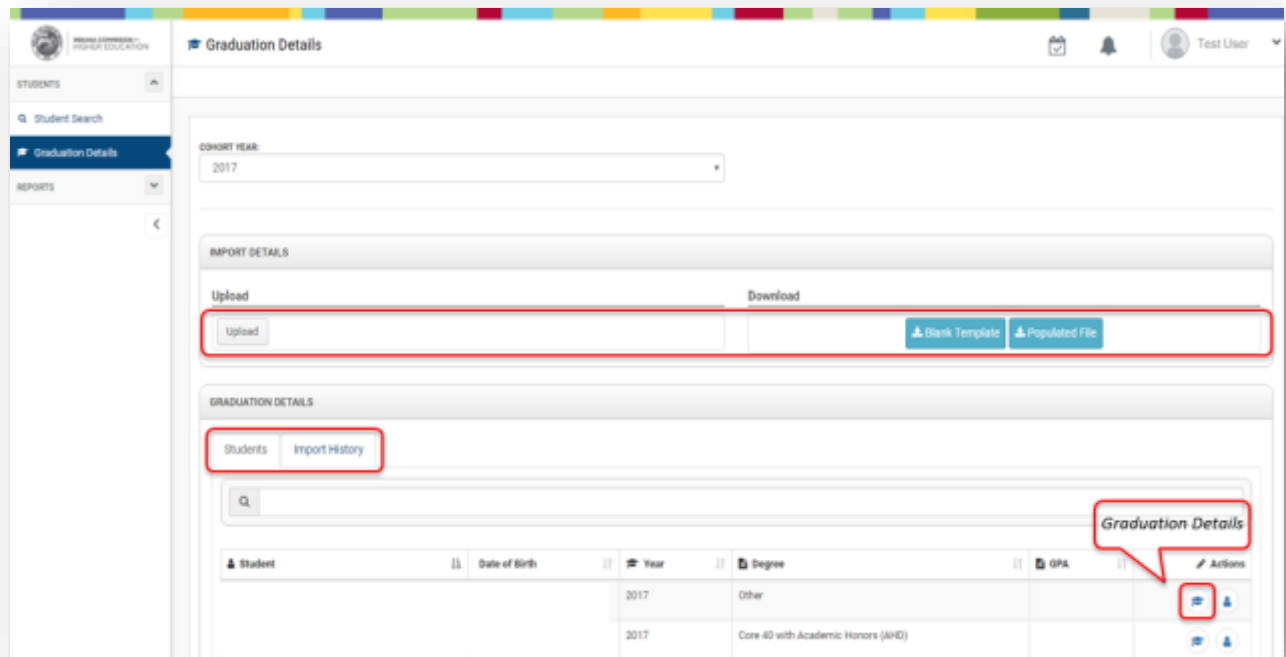 HIGHER EDUCATION
Graduation Details
Test User
STUDENTS
Student Search
Graduation Details
REPORTS
COHORT YEAR:
2017
IMPORT DETAILS
Upload Download
Upload Blank Template Populated File
GRADUATION DETAILS
Students Import History
Graduation Details
Student Date of Birth Year Degree GPA Actions
2017 Other
2017 Core 40 with Academic Honors (AHD)